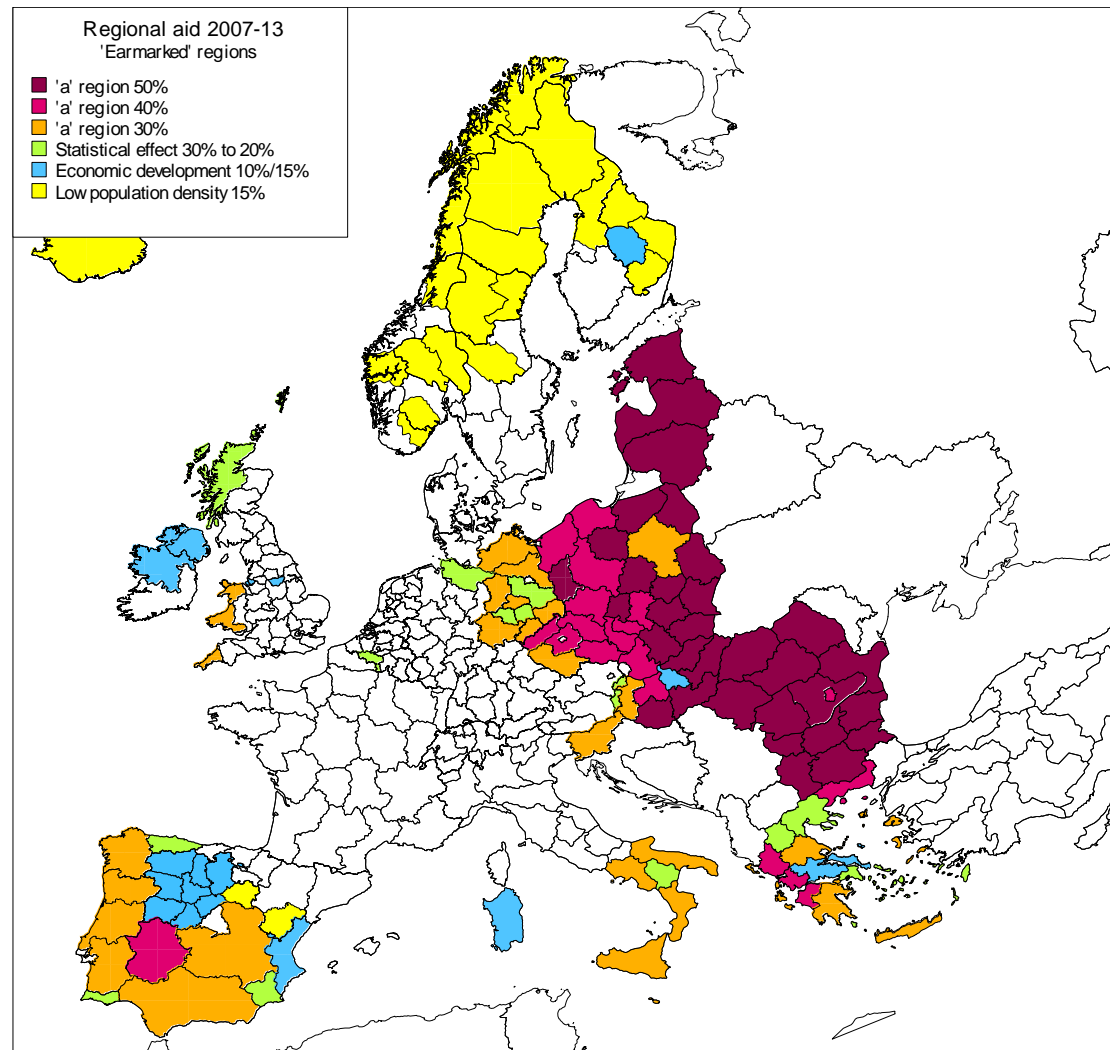 Regional aid 2007-13
'Earmarked' regions
'a' region 50%
'a' region 40%
'a' region 30%
Statistical effect 30% to 20%
Economic development 10%/15%
Low population density 15%